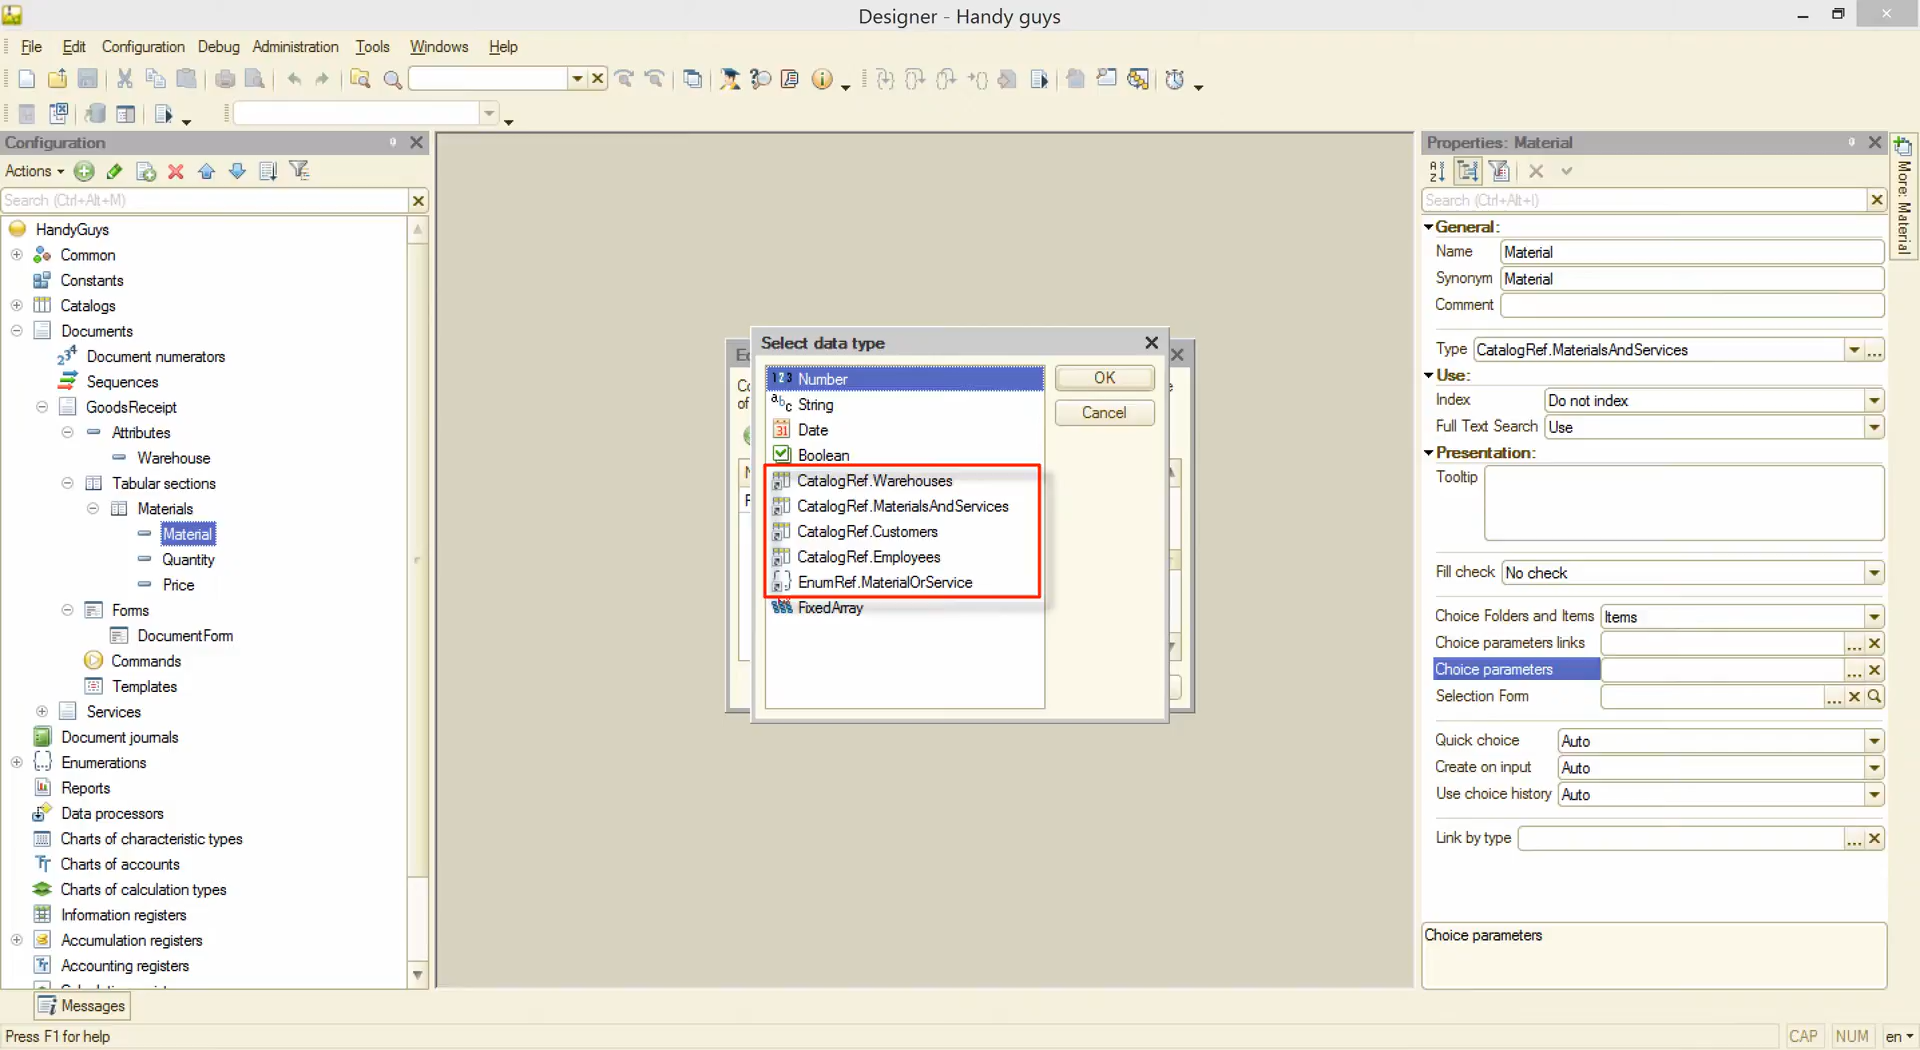 Designer - Handy guys
File Edit Configuration Debug Administration Tools Windows Help
Configuration
Actions
Search (Ctrl+Alt+M)
HandyGuys
Common
Constants
Catalogs
Documents
Document numerators
Sequences
GoodsReceipt
Attributes
Warehouse
Tabular sections
Materials
Material
Quantity
Price
Forms
DocumentForm
Commands
Templates
Services
Document journals
Enumerations
Reports
Data processors
Charts of characteristic types
Charts of accounts
Charts of calculation types
Information registers
Accumulation registers
Accounting registers
Messages
Press F1 for help
Select data type
Number
String
Date
Boolean
CatalogRef.Warehouses
CatalogRef.MaterialsAndServices
CatalogRef.Customers
CatalogRef.Employees
EnumRef.MaterialOrService
FixedArray
OK
Cancel
of
Properties: Material
Search (Ctrl+Alt+I)
General:
Name Material
Synonym Material
Comment
Type CatalogRef.MaterialsAndServices
Use:
Index Do not index
Full Text Search Use
Presentation:
Tooltip
Fill check No check
Choice Folders and Items Items
Choice parameters links
Choice parameters
Selection Form
Quick choice Auto
Create on input Auto
Use choice history Auto
Link by type
Choice parameters
More: Material
CAP NUM en